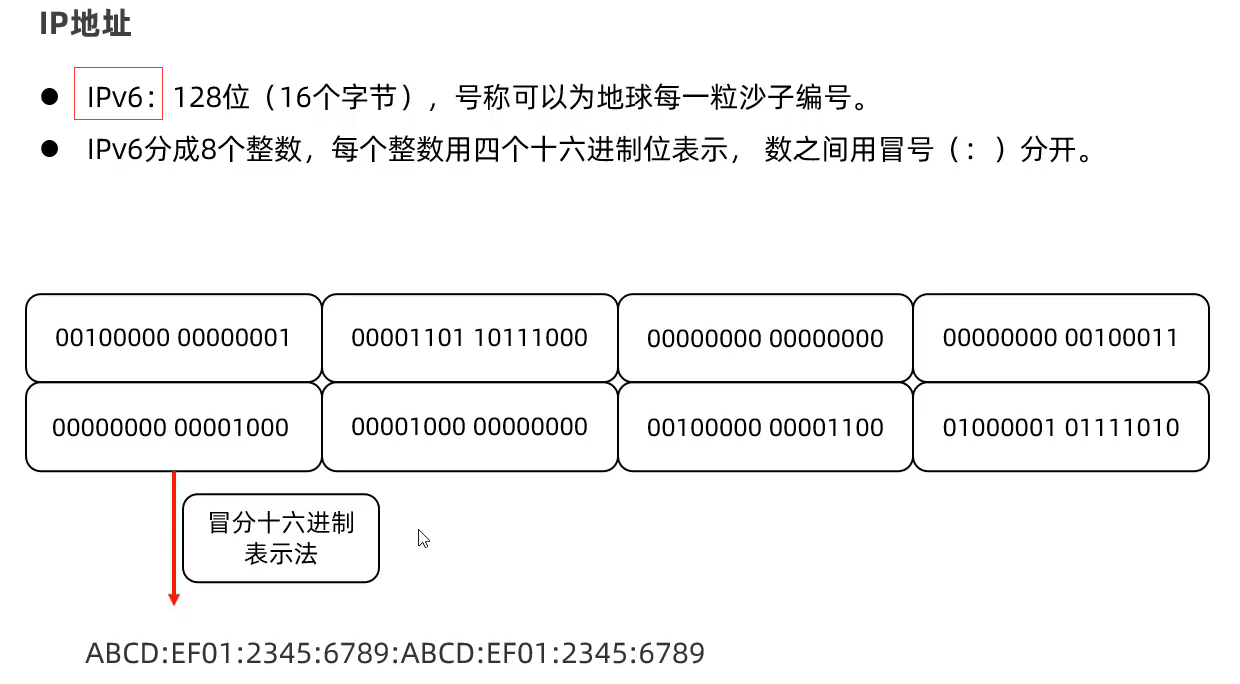 IP地址
● IPv6：128位（16个字节），号称可以为地球每一粒沙子编号。
● IPv6分成8个整数，每个整数用四个十六进制位表示， 数之间用冒号（：）分开。
00100000 00000001 00001101 10111000 00000000 00000000 00000000 00100011
00000000 00001000 00001000 00000000 00100000 00001100 01000001 01111010
冒分十六进制
表示法
ABCD:EF01:2345:6789:ABCD:EF01:2345:6789